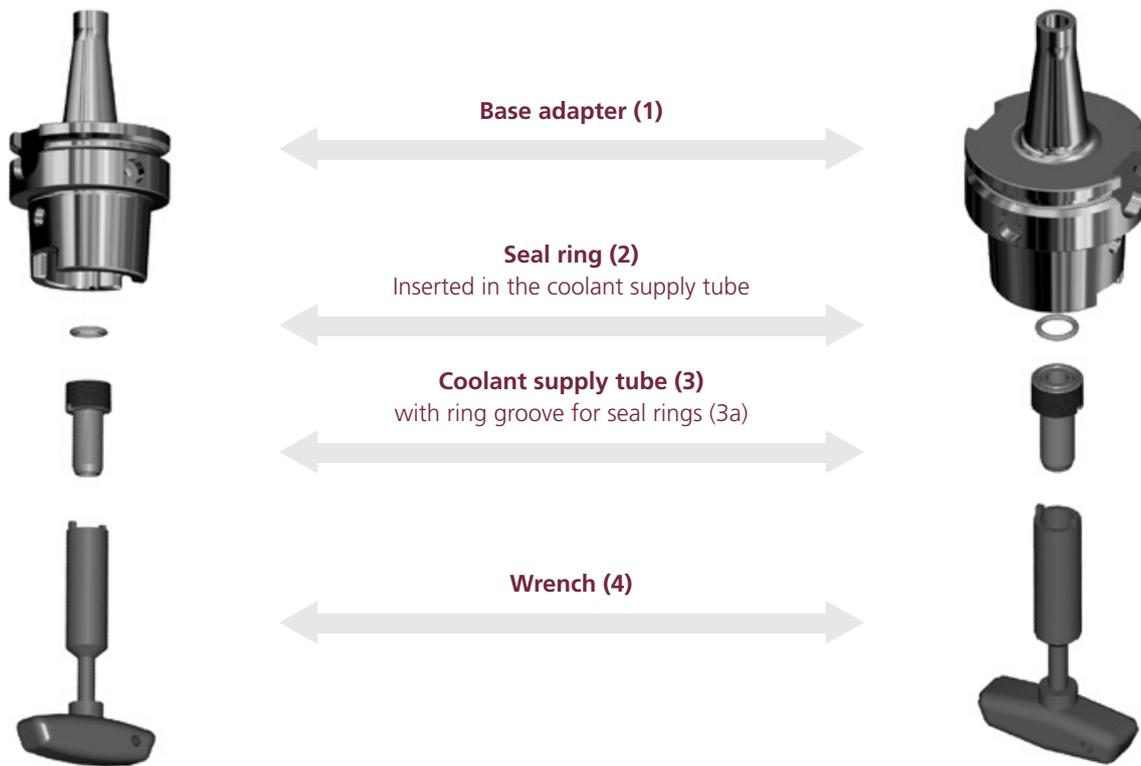 Base adapter (1)
Seal ring (2)
Inserted in the coolant supply tube
Coolant supply tube (3)
with ring groove for seal rings (3a)
Wrench (4)